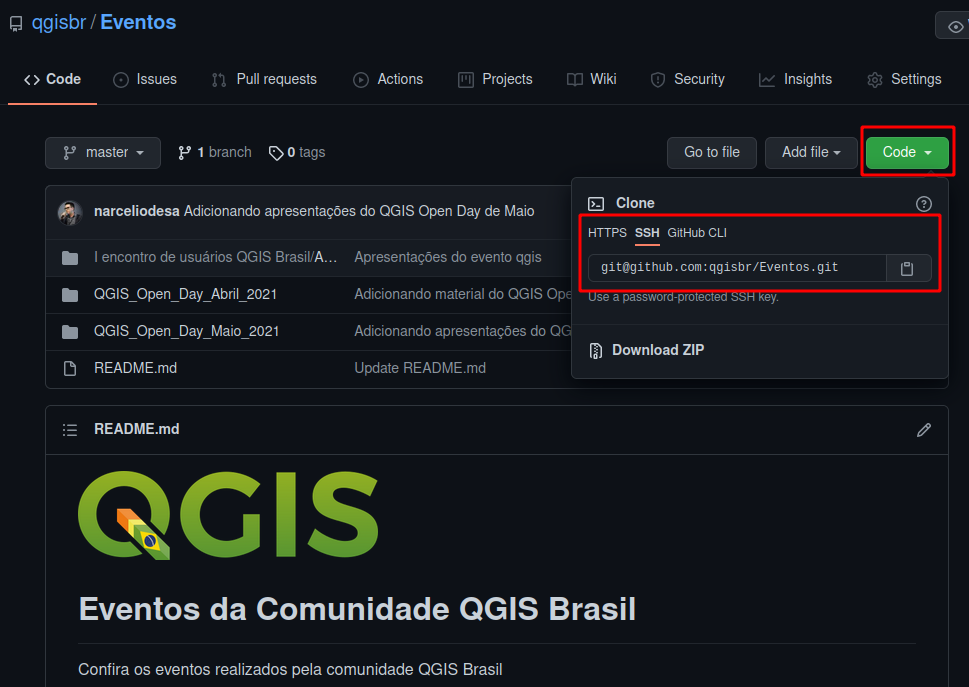 qgisbr / Eventos
Code Issues Pull requests Actions Projects Wiki Security Insights Settings
master 1 branch 0 tags Go to file Add file Code
narceliodesa Adicionando apresentações do QGIS Open Day de Maio
I encontro de usuários QGIS Brasil/A... Apresentações do evento qgis
QGIS_Open_Day_Abril_2021 Adicionando material do QGIS Ope
QGIS_Open_Day_Maio_2021 Adicionando apresentações do QG
README.md Update README.md
Clone
HTTPS SSH GitHub CLI
git@github.com:qgisbr/Eventos.git
Use a password-protected SSH key.
Download ZIP
README.md
QGIS
Eventos da Comunidade QGIS Brasil
Confira os eventos realizados pela comunidade QGIS Brasil